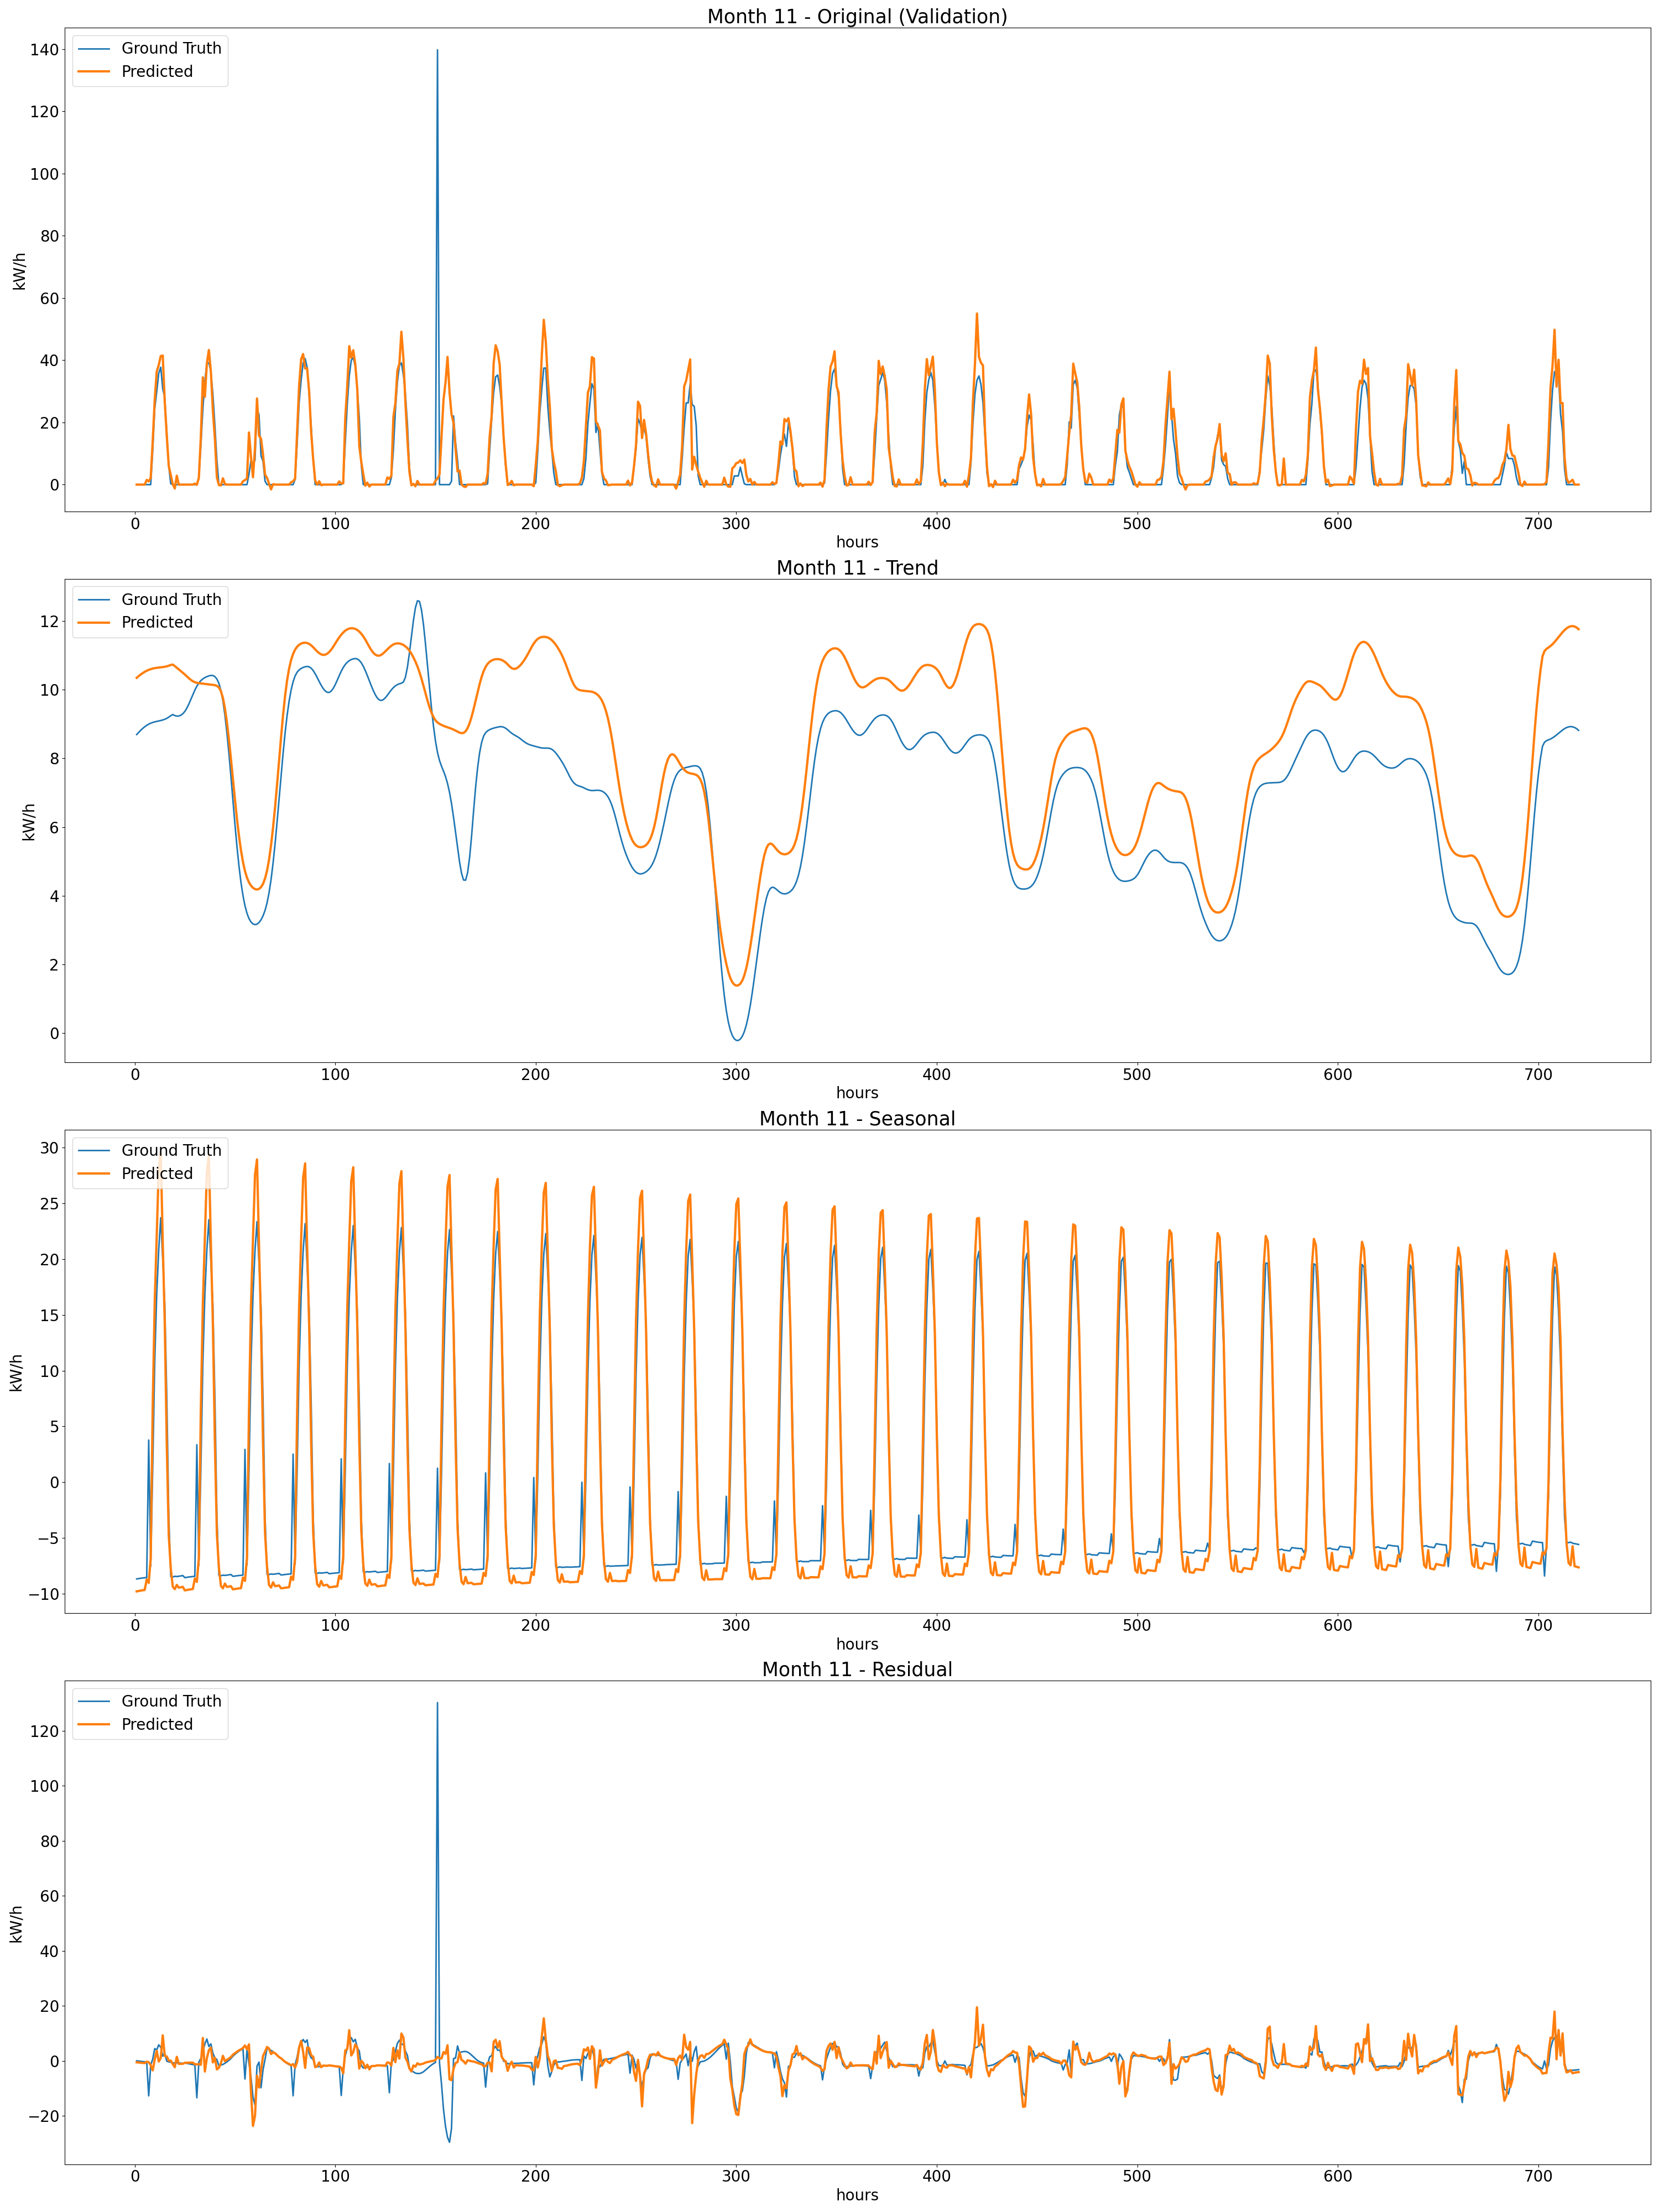 Month 11 - Original (Validation)
Ground Truth
Predicted
140
120
100
80
60
40
20
0
kW/h
0 100 200 300 400 500 600 700
hours
Month 11 - Trend
Ground Truth
Predicted
12
10
8
6
4
2
0
kW/h
0 100 200 300 400 500 600 700
hours
Month 11 - Seasonal
Ground Truth
Predicted
30
25
20
15
10
5
0
−5
−10
kW/h
0 100 200 300 400 500 600 700
hours
Month 11 - Residual
Ground Truth
Predicted
120
100
80
60
40
20
0
−20
kW/h
0 100 200 300 400 500 600 700
hours